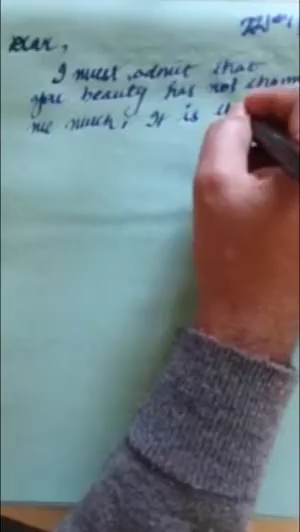 Dear,
I must admit that
you beauty has not
me much, It is